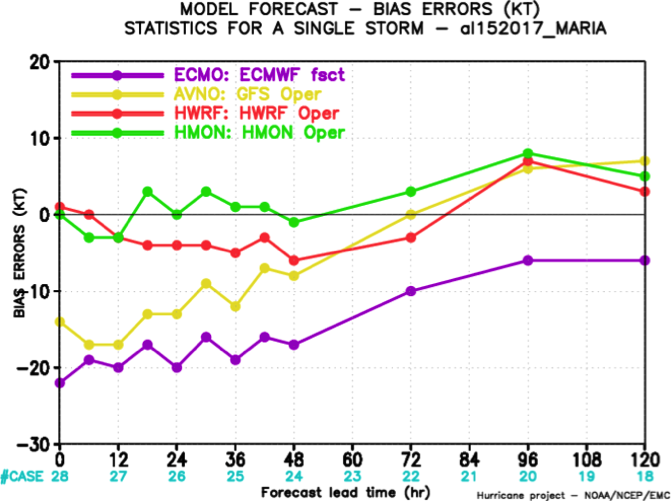 MODEL FORECAST – BIAS ERRORS (KT)
STATISTICS FOR A SINGLE STORM – al152017_MARIA
20
10
0
-10
-20
-30
BIAS ERRORS (KT)
ECMO: ECMWF fsct
AVNO: GFS Oper
HWRF: HWRF Oper
HMON: HMON Oper
0 12 24 36 48 60 72 84 96 108 120
#CASE 28 27 26 25 24 23 22 21 20 19 18
Forecast lead time (hr)
Hurricane project – NOAA/NCEP/EMC